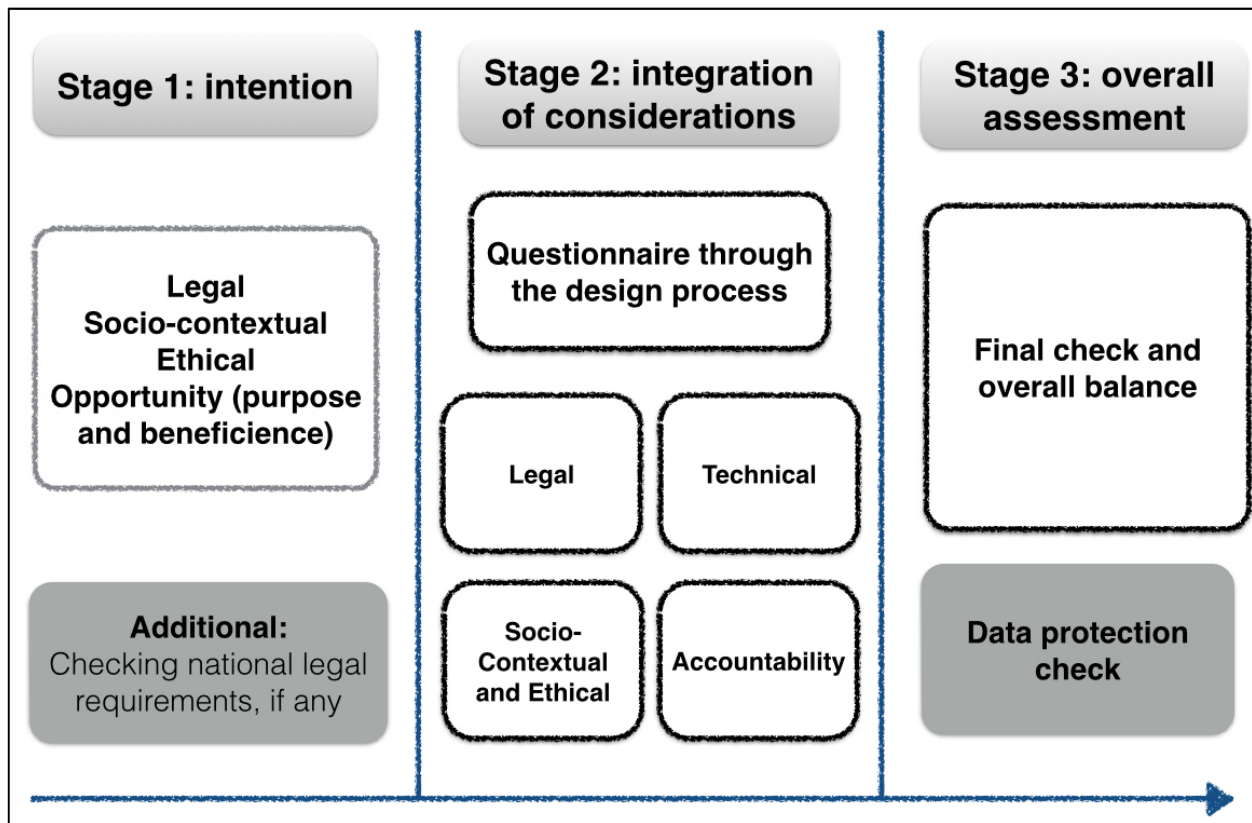 Stage 1: intention
Legal
Socio-contextual
Ethical
Opportunity (purpose
and beneficience)
Additional:
Checking national legal
requirements, if any
Stage 2: integration
of considerations
Questionnaire through
the design process
Legal
Technical
Socio-
Contextual
and Ethical
Accountability
Stage 3: overall
assessment
Final check and
overall balance
Data protection
check